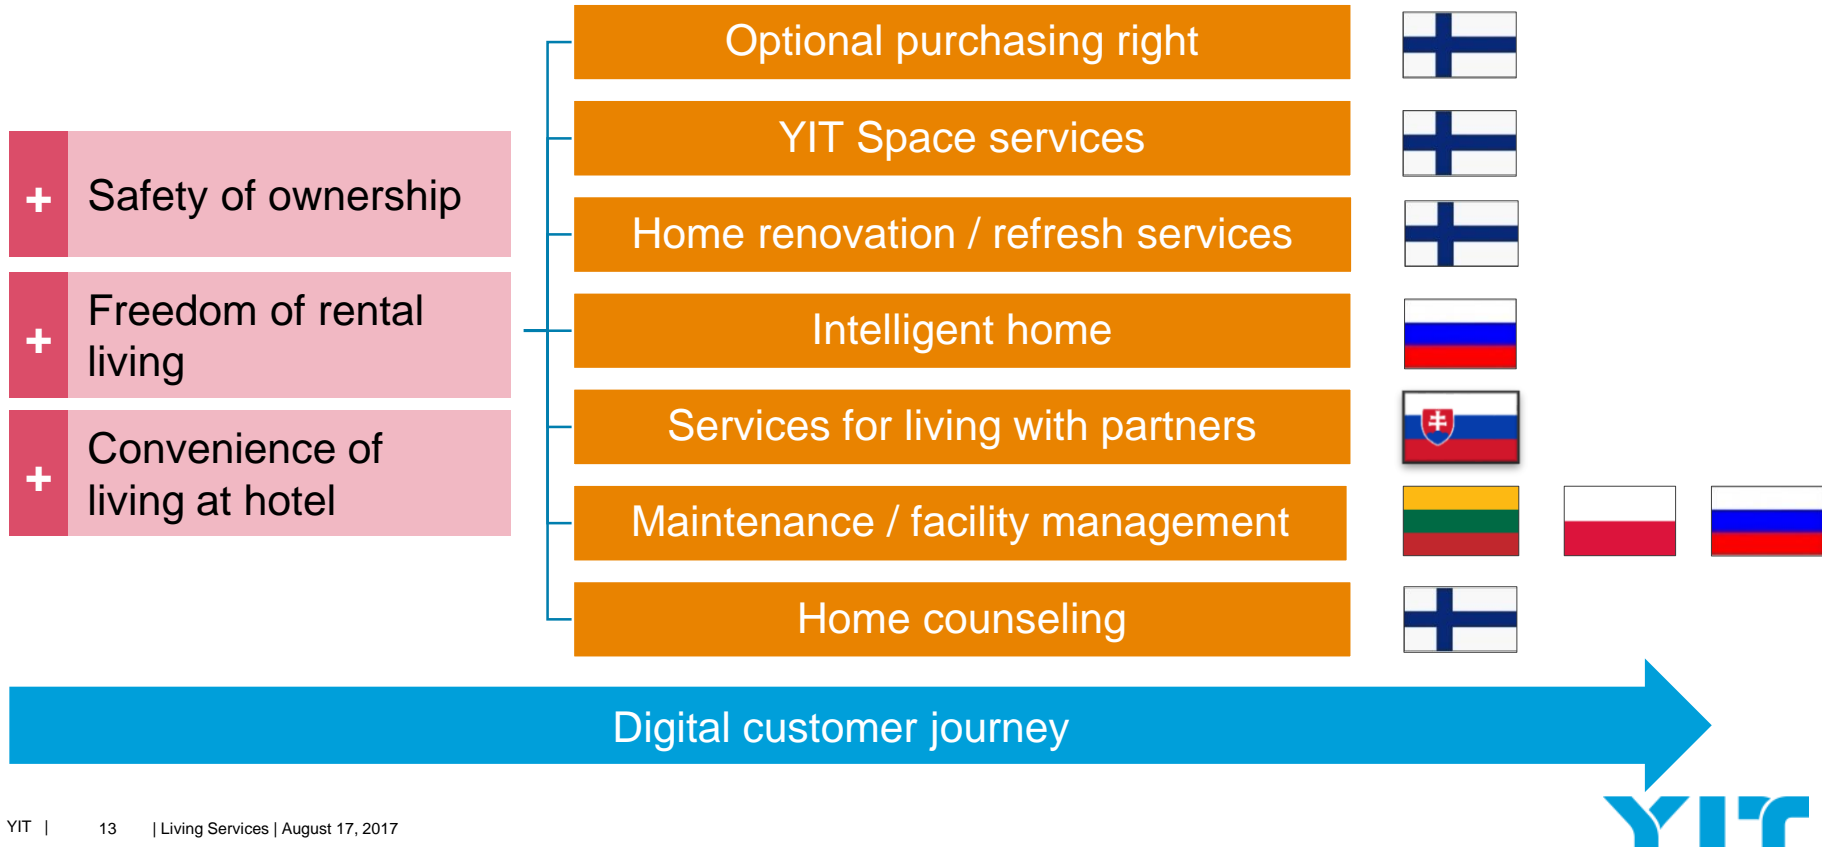 Optional purchasing right
YIT Space services
+ Safety of ownership
Home renovation / refresh services
+ Freedom of rental
living
Intelligent home
Services for living with partners
+ Convenience of
living at hotel
Maintenance / facility management
Home counseling
Digital customer journey
YIT | 13 | Living Services | August 17, 2017
YIT